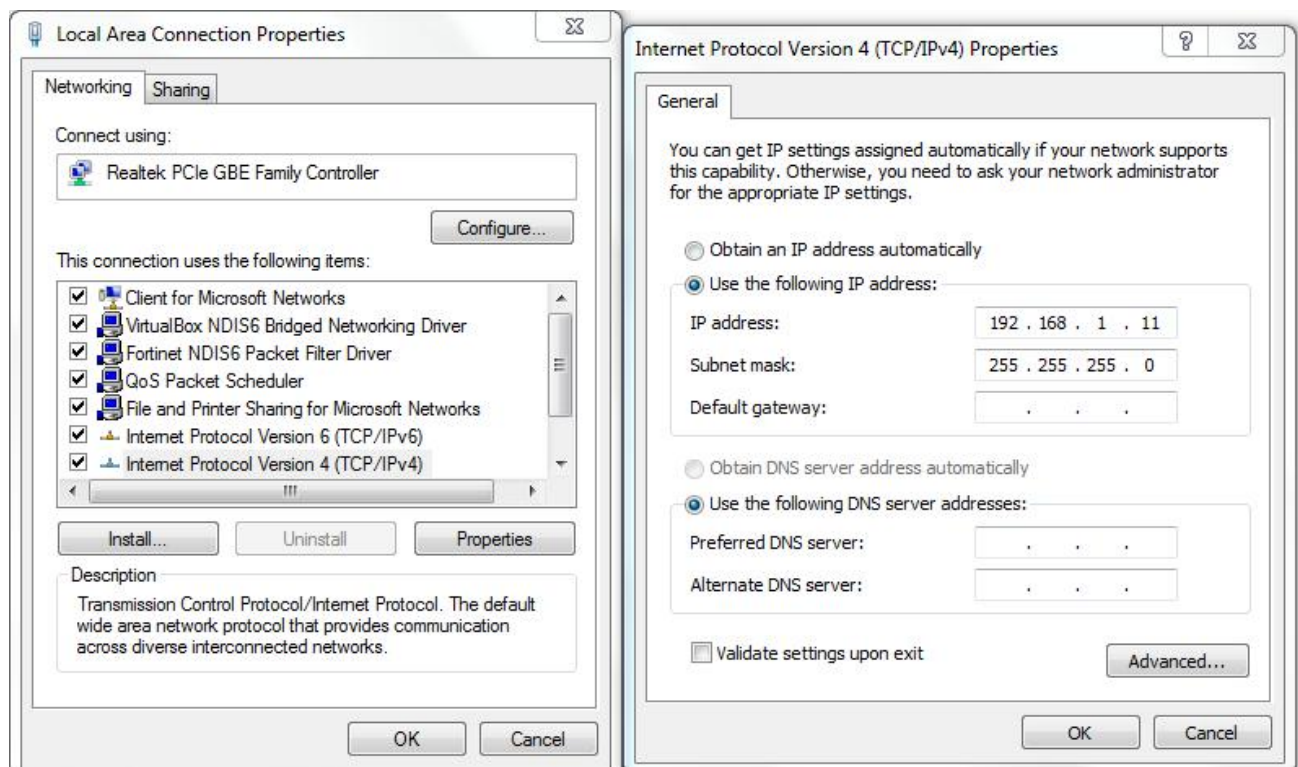 Local Area Connection Properties
Networking
Sharing
Connect using:
Realtek PCIe GBE Family Controller
Configure...
This connection uses the following items:
Client for Microsoft Networks
VirtualBox NDIS6 Bridged Networking Driver
Fortinet NDIS6 Packet Filter Driver
QoS Packet Scheduler
File and Printer Sharing for Microsoft Networks
Internet Protocol Version 6 (TCP/IPv6)
Internet Protocol Version 4 (TCP/IPv4)
Install...
Uninstall
Properties
Description
Transmission Control Protocol/Internet Protocol. The default
wide area network protocol that provides communication
across diverse interconnected networks.
OK
Cancel
Internet Protocol Version 4 (TCP/IPv4) Properties
General
You can get IP settings assigned automatically if your network supports
this capability. Otherwise, you need to ask your network administrator
for the appropriate IP settings.
Obtain an IP address automatically
Use the following IP address:
IP address: 192 . 168 . 1 . 11
Subnet mask: 255 . 255 . 255 . 0
Default gateway: . . .
Obtain DNS server address automatically
Use the following DNS server addresses:
Preferred DNS server: . . .
Alternate DNS server: . . .
Validate settings upon exit
Advanced...
OK
Cancel